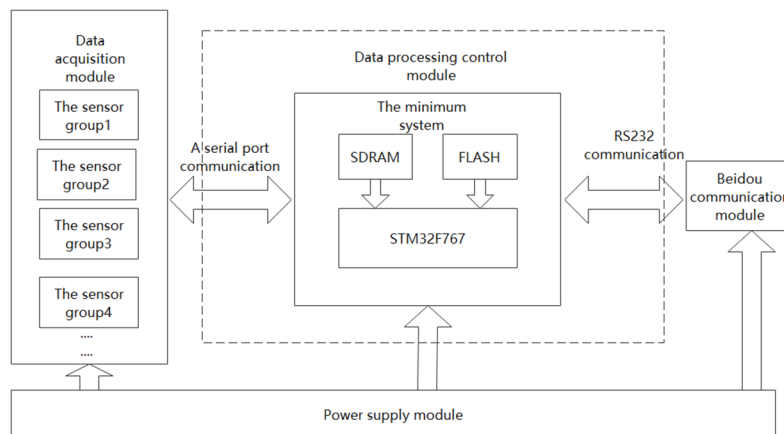 Data
acquisition
module
The sensor
group1
The sensor
group2
The sensor
group3
The sensor
group4
....
....
A serial port
communication
Data processing control
module
The minimum
system
SDRAM
FLASH
STM32F767
RS232
communication
Beidou
communication
module
Power supply module